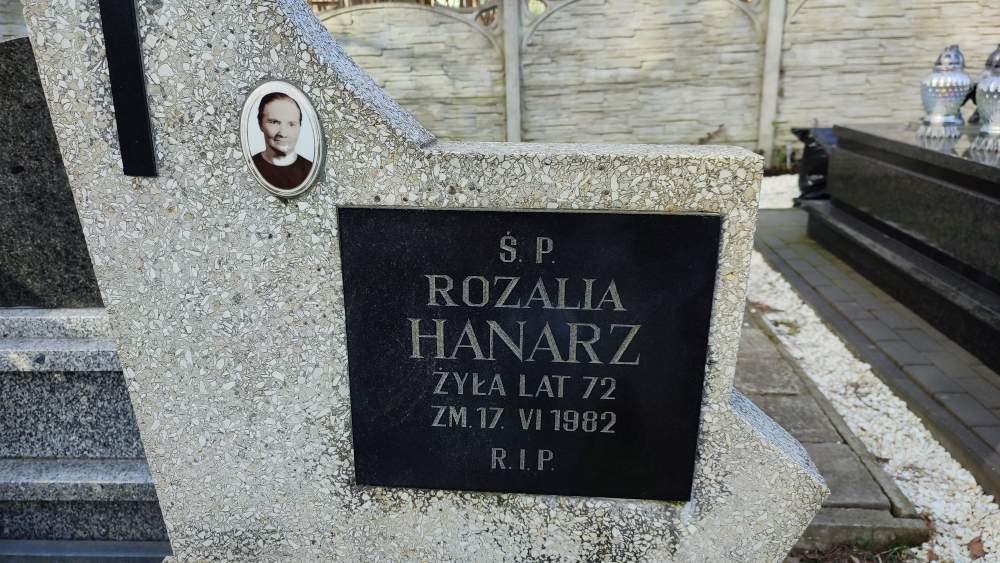 Ś. P.
ROZALIA
HANARZ
ŻYŁA LAT 72
ZM. 17. VI 1982
R.I.P.